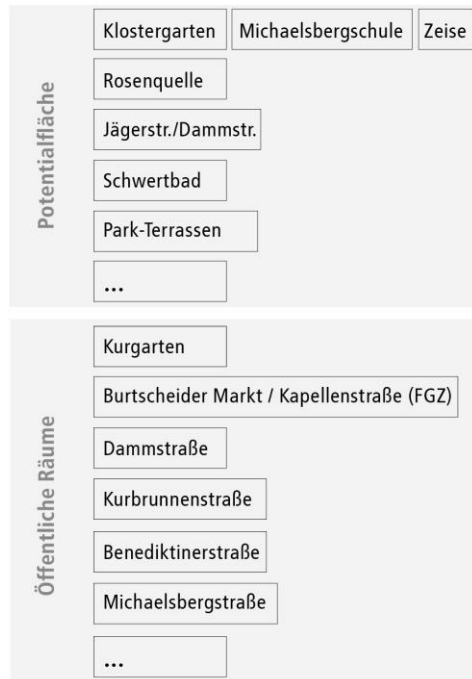 Potentialfläche
Klostergarten Michaelsbergschule Zeise
Rosenquelle
Jägerstr./Dammstr.
Schwertbad
Park-Terrassen
...
Öffentliche Räume
Kurgarten
Burtscheider Markt / Kapellenstraße (FGZ)
Dammstraße
Kurbrunnenstraße
Benediktinerstraße
Michaelsbergstraße
...